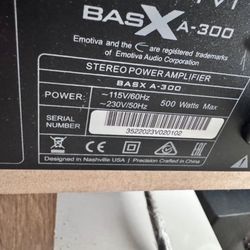 BASX A-300
Emotiva and the are registered trademarks
of Emotiva Audio Corporation
STEREO POWER AMPLIFIER
BASX A-300
POWER: ~115V/60Hz
~230V/50Hz 500 Watts Max
SERIAL NUMBER
3522023V020102
Designed in Nashville USA | Precision Crafted in China